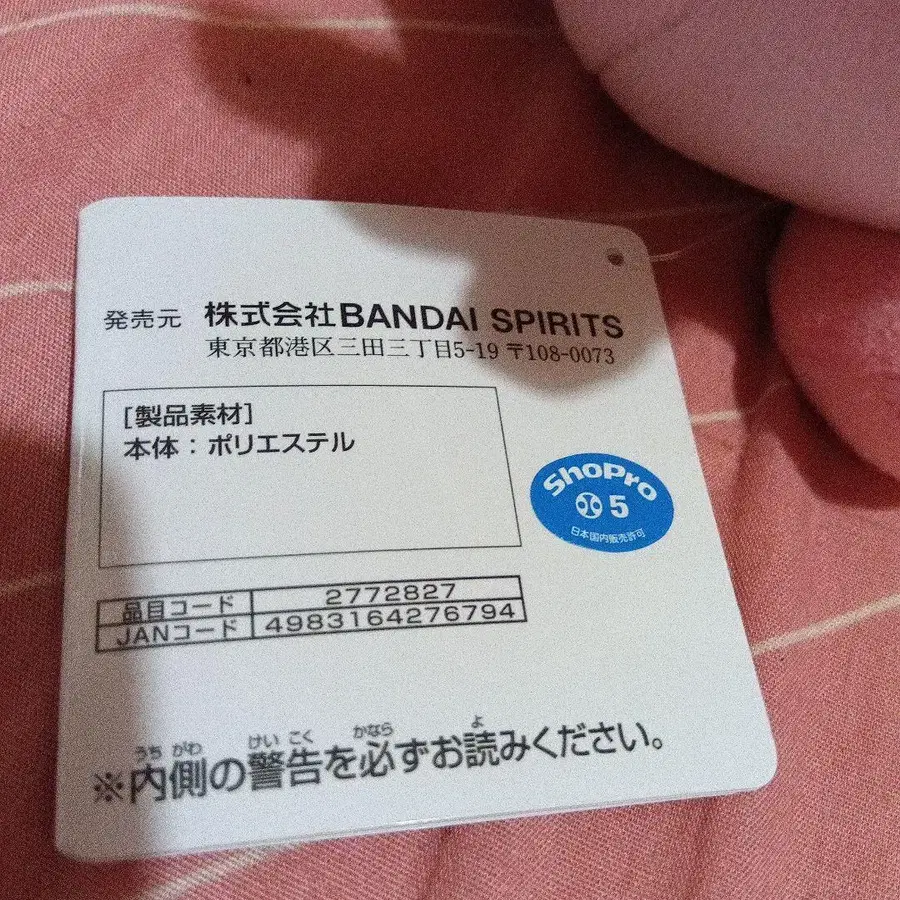 発売元 株式会社BANDAI SPIRITS
東京都港区三田三丁目5-19 〒108-0073
[製品素材]
本体：ポリエステル
ShoPro
5
日本国内販売許可
品目コード 2772827
JANコード 4983164276794
※内側の警告を必ずお読みください。
うち がわ けい こく かなら よ